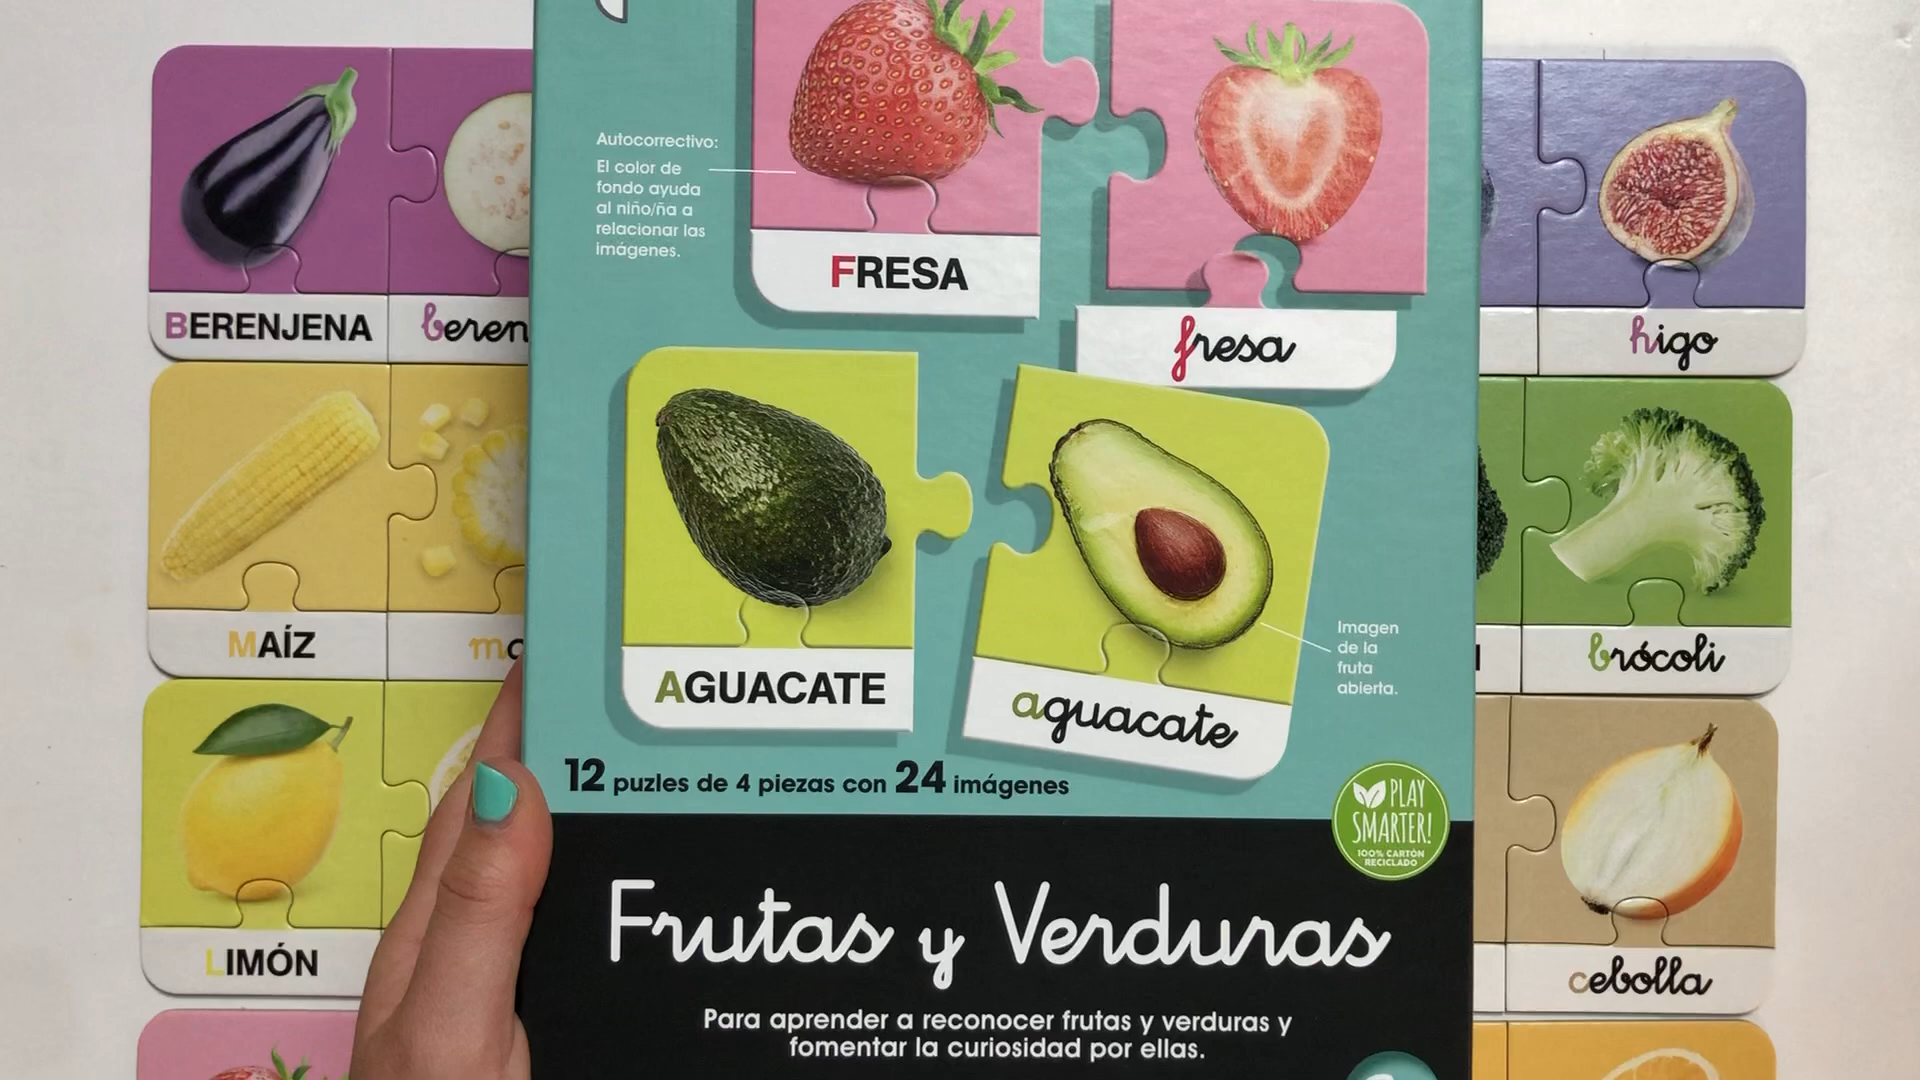 BERENJENA
MAÍZ
LIMÓN
Autocorrectivo:
El color de
fondo ayuda
al niño/ña a
relacionar las
imágenes.
FRESA
fresa
AGUACATE
aguacate
Imagen
de la
fruta
abierta.
12 puzles de 4 piezas con 24 imágenes
PLAY
SMARTER!
100% CARTÓN
RECICLADO
Frutas y Verduras
Para aprender a reconocer frutas y verduras y
fomentar la curiosidad por ellas.
higo
brócoli
cebolla